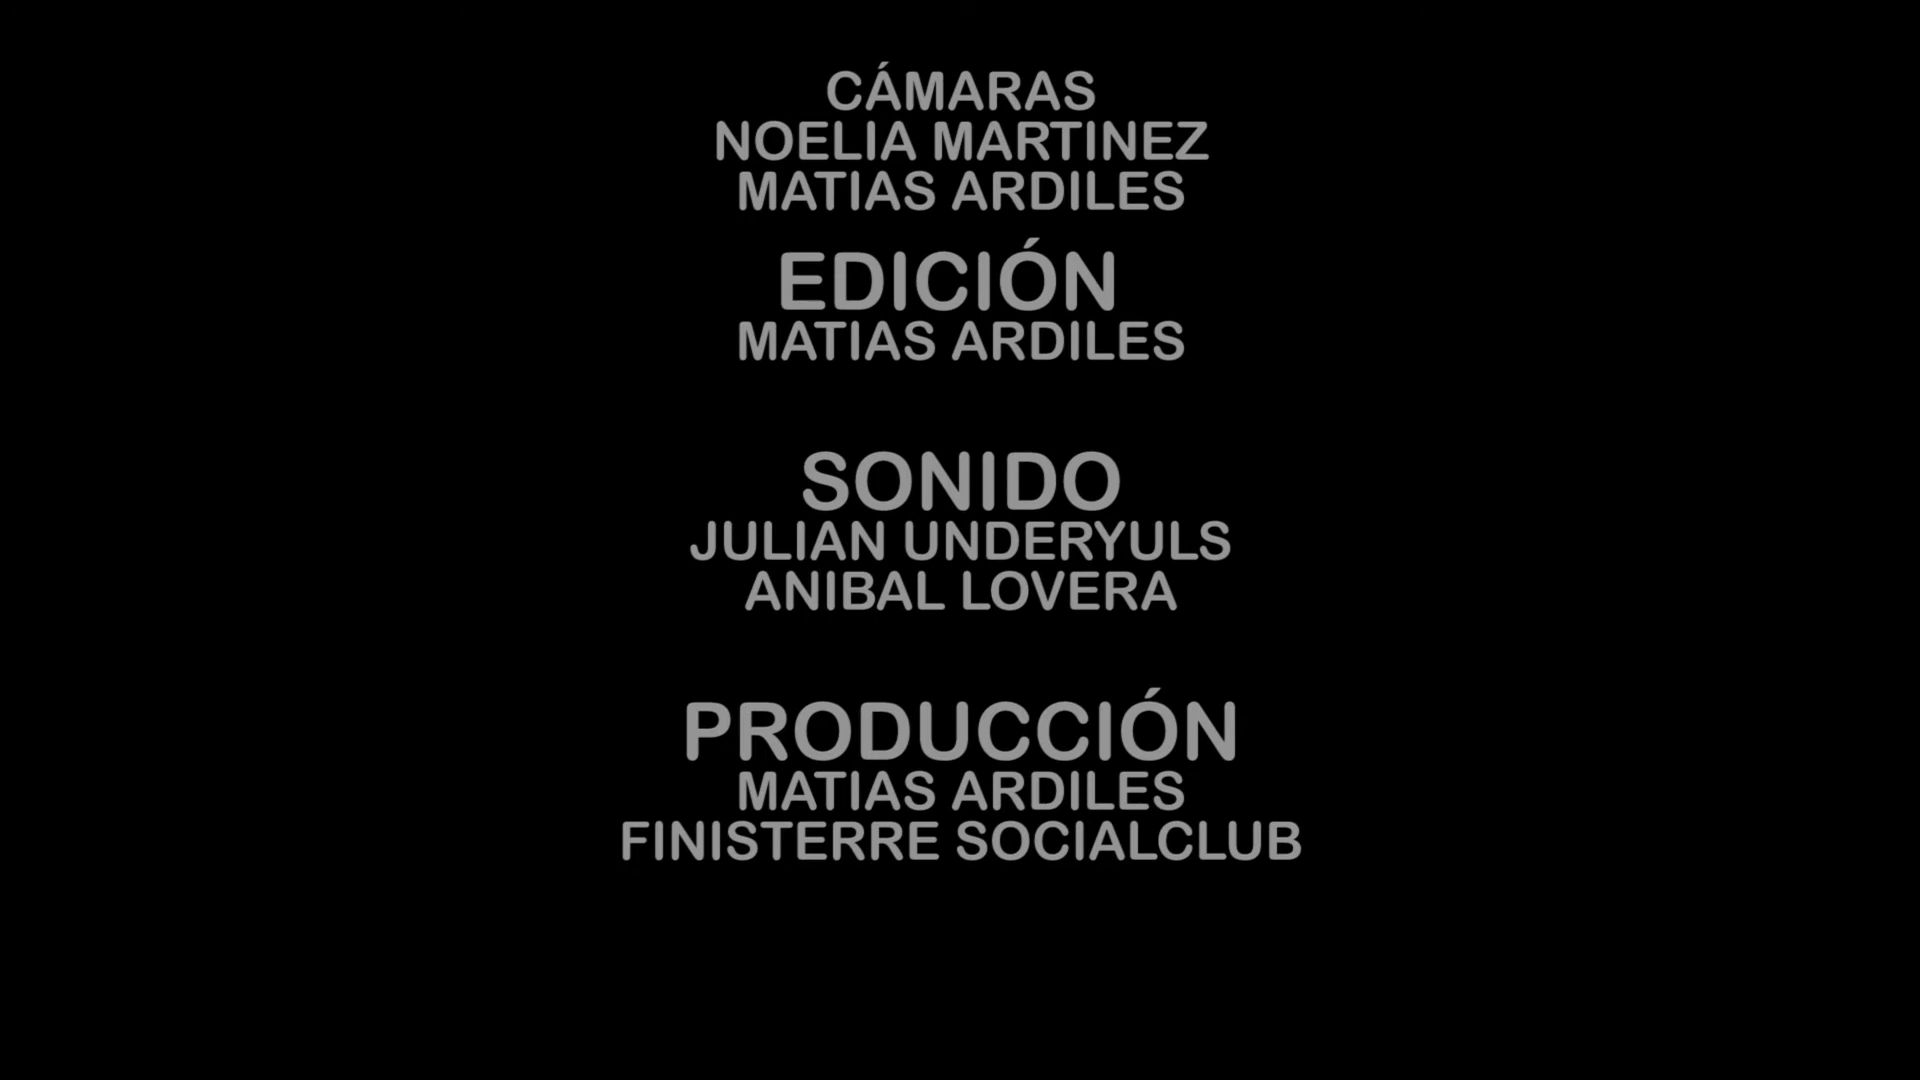 CÁMARAS
NOELIA MARTINEZ
MATIAS ARDILES
EDICIÓN
MATIAS ARDILES
SONIDO
JULIAN UNDERYULS
ANIBAL LOVERA
PRODUCCIÓN
MATIAS ARDILES
FINISTERRE SOCIALCLUB